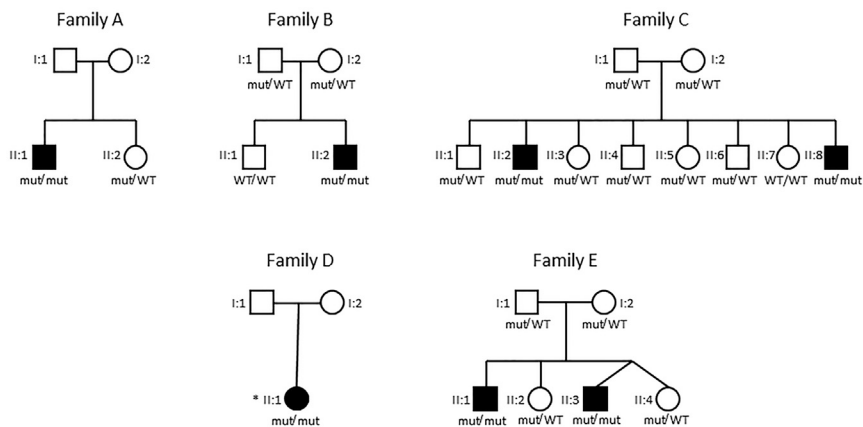 Family A Family B Family C
I:1 I:2 I:1 I:2 I:1 I:2
mut/WT mut/WT mut/WT mut/WT
II:1 II:2 II:1 II:2 II:1 II:2 II:3 II:4 II:5 II:6 II:7 II:8
mut/mut mut/WT WT/WT mut/mut mut/WT mut/mut mut/WT mut/WT mut/WT mut/WT WT/WT mut/mut
Family D Family E
I:1 I:2 I:1 I:2
mut/WT mut/WT
* II:1 II:1 II:2 II:3 II:4
mut/mut mut/mut mut/WT mut/mut mut/WT